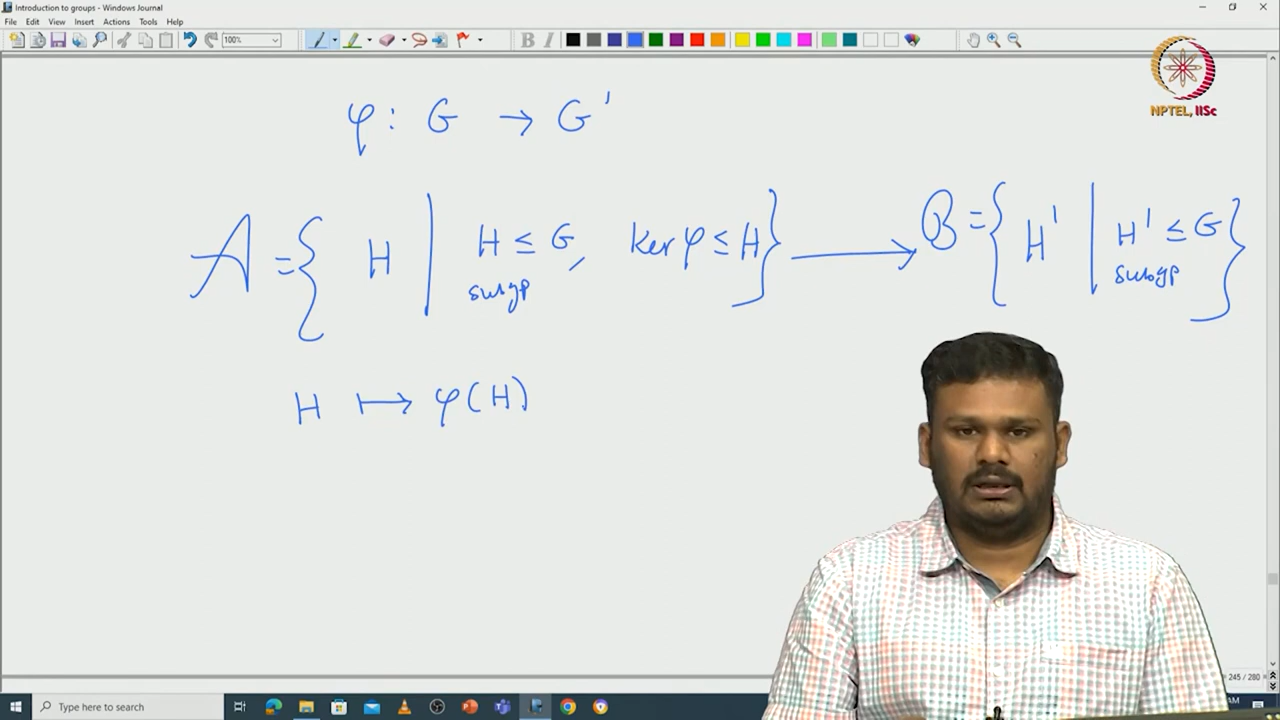 Introduction to groups - Windows Journal
File Edit View Insert Actions Tools Help
100%
NPTEL, IISc
φ : G → G'
A = { H | H ≤ G, Ker φ ≤ H } ⟶ B = { H' | H' ≤ G }
subgp subgp
H ↦ φ(H)
245 / 280
Type here to search